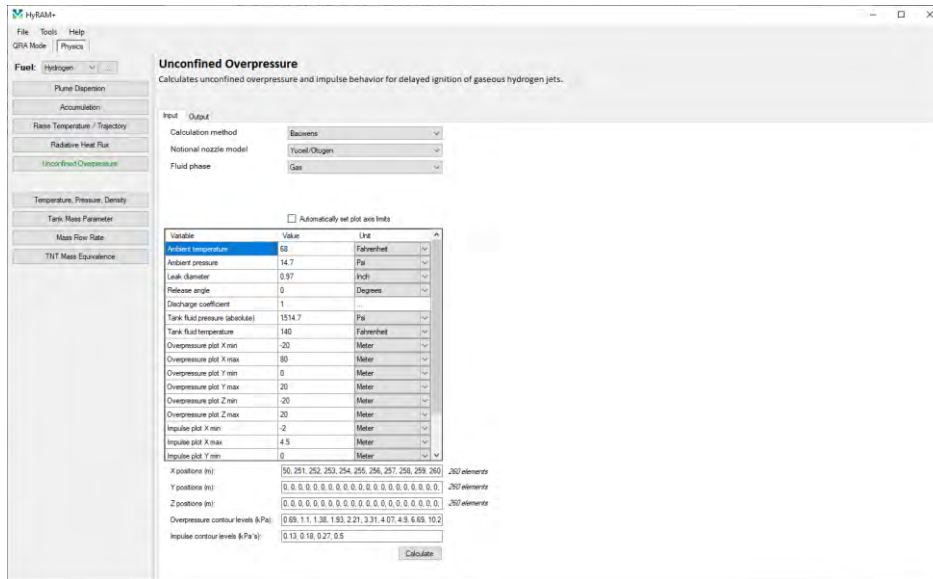 HyRAM+
File Tools Help
QRA Mode Physics
Fuel: Hydrogen ...
Plume Dispersion
Accumulation
Flame Temperature / Trajectory
Radiative Heat Flux
Unconfined Overpressure
Temperature, Pressure, Density
Tank Mass Parameter
Mass Flow Rate
TNT Mass Equivalence
Unconfined Overpressure
Calculates unconfined overpressure and impulse behavior for delayed ignition of gaseous hydrogen jets.
Input Output
Calculation method Bauwens
Notional nozzle model Yuceil/Otugen
Fluid phase Gas
Automatically set plot axis limits
Variable Value Unit
Ambient temperature 68 Fahrenheit
Ambient pressure 14.7 Psi
Leak diameter 0.97 Inch
Release angle 0 Degrees
Discharge coefficient 1 ...
Tank fluid pressure (absolute) 1514.7 Psi
Tank fluid temperature 140 Fahrenheit
Overpressure plot X min -20 Meter
Overpressure plot X max 80 Meter
Overpressure plot Y min 0 Meter
Overpressure plot Y max 20 Meter
Overpressure plot Z min -20 Meter
Overpressure plot Z max 20 Meter
Impulse plot X min -2 Meter
Impulse plot X max 4.5 Meter
Impulse plot Y min 0 Meter
X positions (m): 50, 251, 252, 253, 254, 255, 256, 257, 258, 259, 260 260 elements
Y positions (m): 0, 0, 0, 0, 0, 0, 0, 0, 0, 0, 0, 0, 0, 0, 0, 0, 0, 0, 0, 0, 0, 260 elements
Z positions (m): 0, 0, 0, 0, 0, 0, 0, 0, 0, 0, 0, 0, 0, 0, 0, 0, 0, 0, 0, 0, 0, 260 elements
Overpressure contour levels (kPa): 0.69, 1.1, 1.38, 1.93, 2.21, 3.31, 4.07, 4.9, 6.69, 10.2
Impulse contour levels (kPa*s): 0.13, 0.18, 0.27, 0.5
Calculate